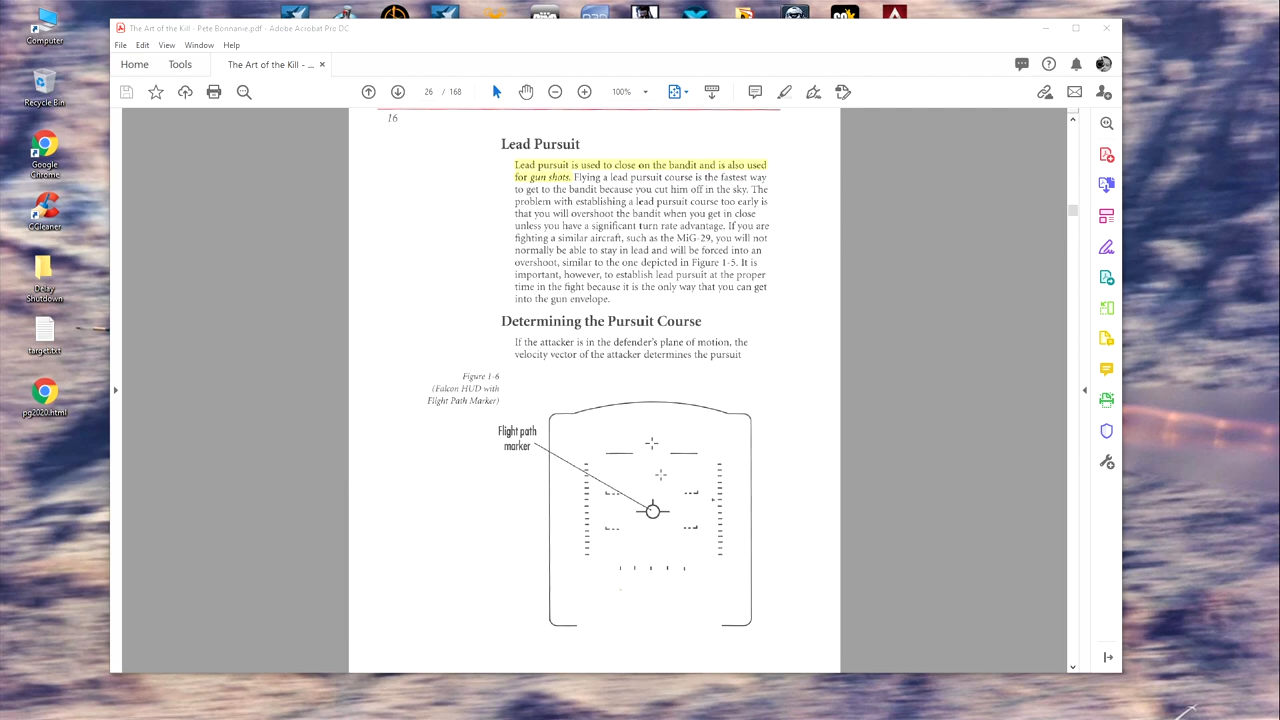 The Art of the Kill - Pete Bonnanie.pdf - Adobe Acrobat Pro DC
File Edit View Window Help
Home Tools The Art of the Kill - ... ×
26 / 168 100%
Computer
Recycle Bin
Google
Chrome
CCleaner
Delay
Shutdown
target.txt
pg2020.html
16
Lead Pursuit
Lead pursuit is used to close on the bandit and is also used
for gun shots. Flying a lead pursuit course is the fastest way
to get to the bandit because you cut him off in the sky. The
problem with establishing a lead pursuit course too early is
that you will overshoot the bandit when you get in close
unless you have a significant turn rate advantage. If you are
fighting a similar aircraft, such as the MiG-29, you will not
normally be able to stay in lead and will be forced into an
overshoot, similar to the one depicted in Figure 1-5. It is
important, however, to establish lead pursuit at the proper
time in the fight because it is the only way that you can get
into the gun envelope.
Determining the Pursuit Course
If the attacker is in the defender's plane of motion, the
velocity vector of the attacker determines the pursuit
Figure 1-6
(Falcon HUD with
Flight Path Marker)
Flight path
marker